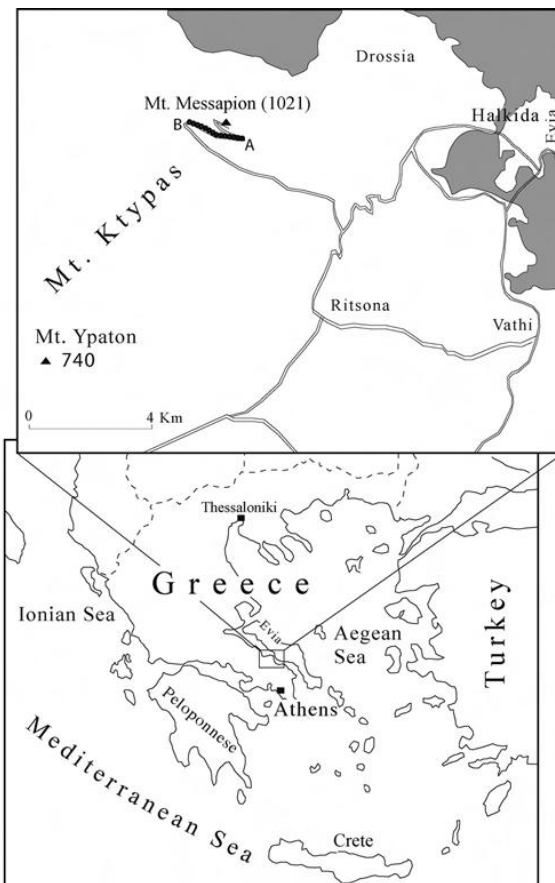 Drossia
Mt. Messapion (1021)
B
A
Halkida
Evia
Mt. Ktypas
Ritsona
Vathi
Mt. Ypaton
740
0 4 Km
Thessaloniki
Greece
Ionian Sea
Evia
Aegean
Sea
Turkey
Athens
Peloponnese
Mediterranean Sea
Crete